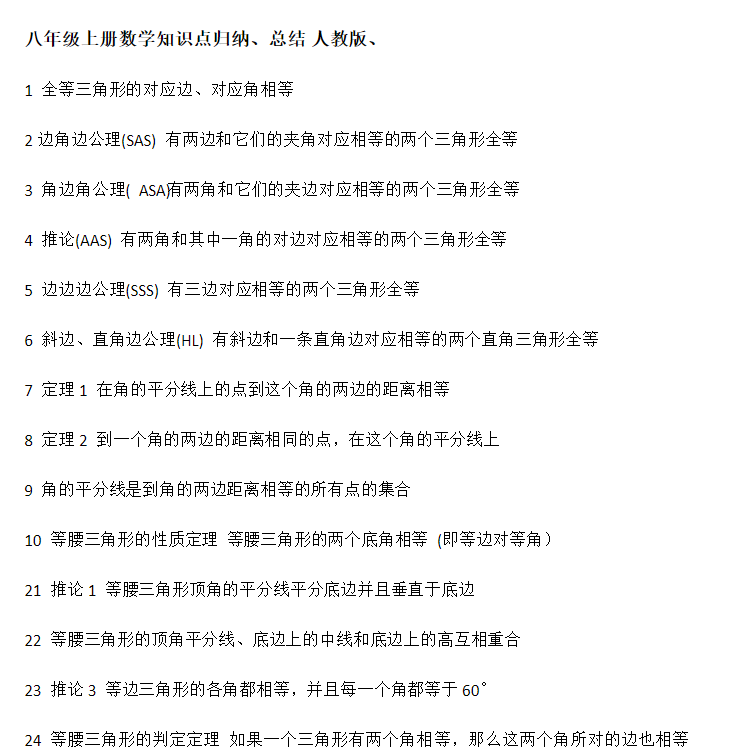 八年级上册数学知识点归纳、总结 人教版、
1 全等三角形的对应边、对应角相等
2 边角边公理(SAS) 有两边和它们的夹角对应相等的两个三角形全等
3 角边角公理( ASA)有两角和它们的夹边对应相等的两个三角形全等
4 推论(AAS) 有两角和其中一角的对边对应相等的两个三角形全等
5 边边边公理(SSS) 有三边对应相等的两个三角形全等
6 斜边、直角边公理(HL) 有斜边和一条直角边对应相等的两个直角三角形全等
7 定理 1 在角的平分线上的点到这个角的两边的距离相等
8 定理 2 到一个角的两边的距离相同的点，在这个角的平分线上
9 角的平分线是到角的两边距离相等的所有点的集合
10 等腰三角形的性质定理 等腰三角形的两个底角相等 (即等边对等角）
21 推论 1 等腰三角形顶角的平分线平分底边并且垂直于底边
22 等腰三角形的顶角平分线、底边上的中线和底边上的高互相重合
23 推论 3 等边三角形的各角都相等，并且每一个角都等于 60°
24 等腰三角形的判定定理 如果一个三角形有两个角相等，那么这两个角所对的边也相等